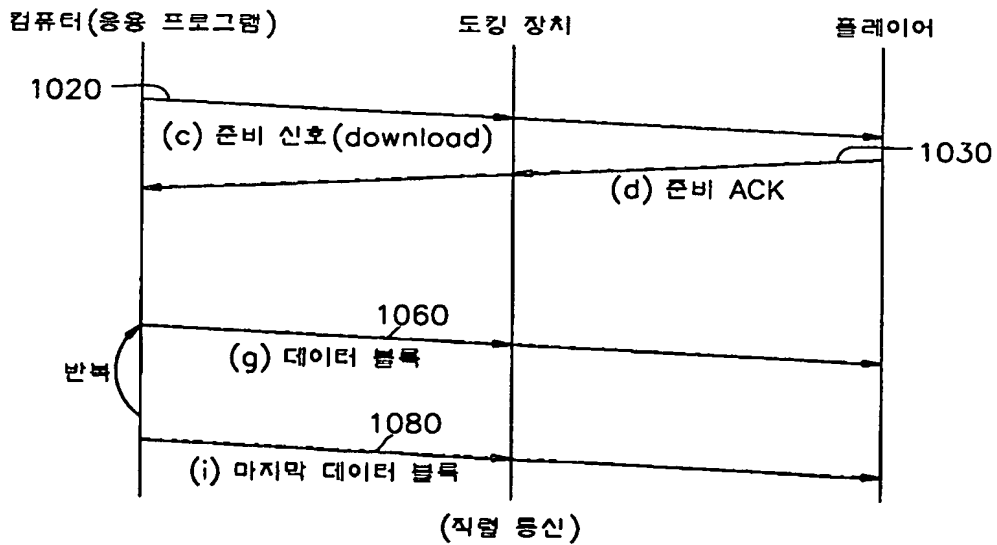 컴퓨터(응용 프로그램) 도킹 장치 플레이어
1020
(c) 준비 신호(download)
1030
(d) 준비 ACK
1060
(g) 데이터 블록
반복
1080
(i) 마지막 데이터 블록
(직렬 통신)